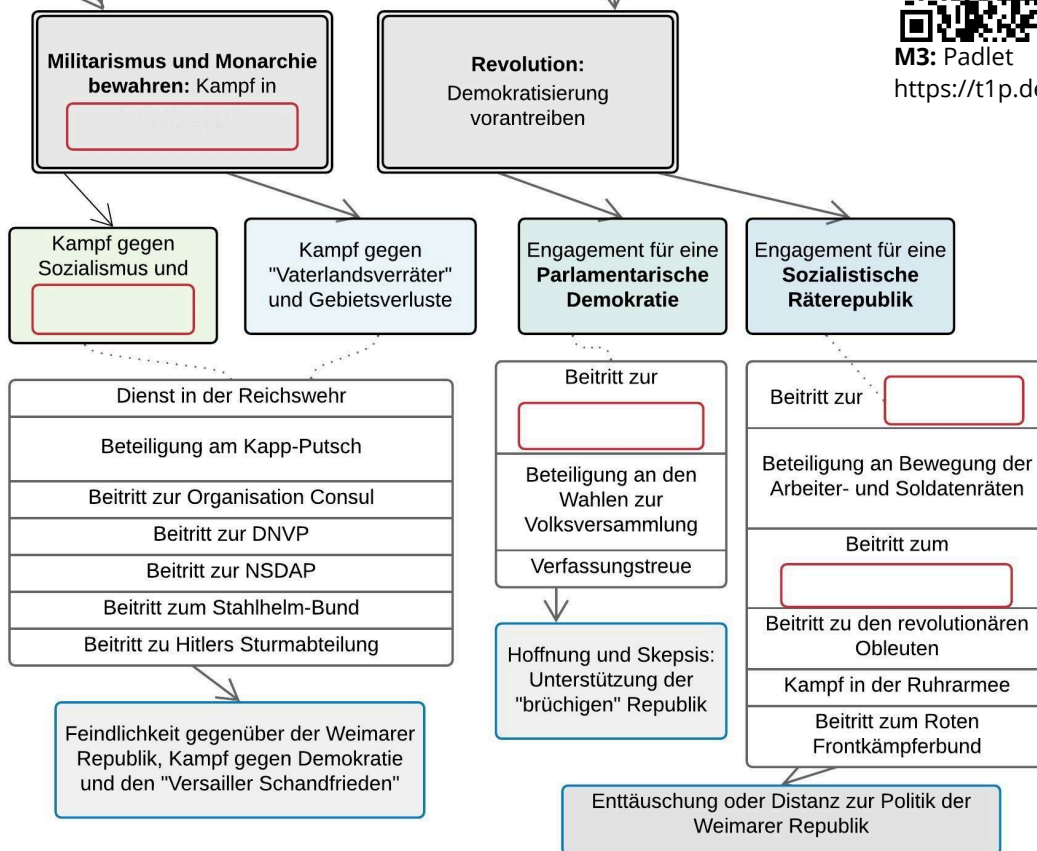 Militarismus und Monarchie
bewahren: Kampf in
Revolution:
Demokratisierung
vorantreiben
M3: Padlet
https://t1p.de
Kampf gegen
Sozialismus und
Kampf gegen
"Vaterlandsverräter"
und Gebietsverluste
Engagement für eine
Parlamentarische
Demokratie
Engagement für eine
Sozialistische
Räterepublik
Dienst in der Reichswehr
Beteiligung am Kapp-Putsch
Beitritt zur Organisation Consul
Beitritt zur DNVP
Beitritt zur NSDAP
Beitritt zum Stahlhelm-Bund
Beitritt zu Hitlers Sturmabteilung
Beitritt zur
Beteiligung an den
Wahlen zur
Volksversammlung
Verfassungstreue
Beitritt zur
Beteiligung an Bewegung der
Arbeiter- und Soldatenräten
Beitritt zum
Beitritt zu den revolutionären
Obleuten
Kampf in der Ruhrarmee
Beitritt zum Roten
Frontkämpferbund
Feindlichkeit gegenüber der Weimarer
Republik, Kampf gegen Demokratie
und den "Versailler Schandfrieden"
Hoffnung und Skepsis:
Unterstützung der
"brüchigen" Republik
Enttäuschung oder Distanz zur Politik der
Weimarer Republik